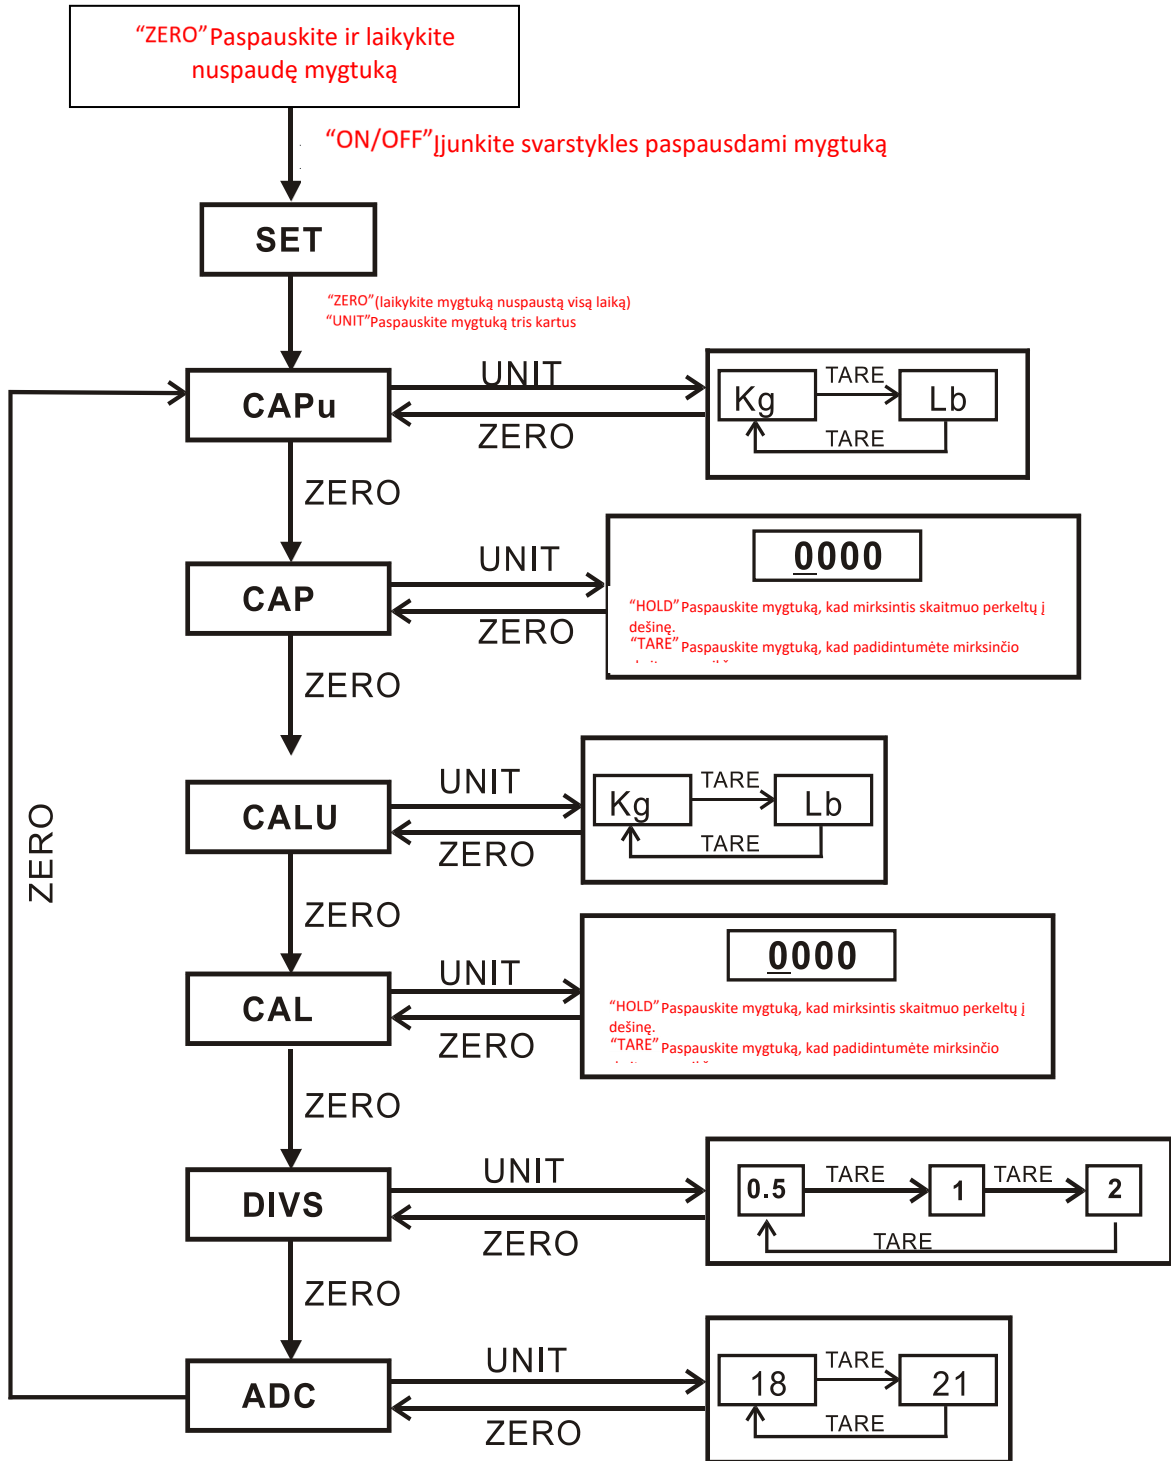 “ZERO” Paspauskite ir laikykite
nuspaudę mygtuką
“ON/OFF” Įjunkite svarstykles paspausdami mygtuką
SET
“ZERO” (laikykite mygtuką nuspaustą visą laiką)
“UNIT” Paspauskite mygtuką tris kartus
CAPu
UNIT
ZERO
Kg
TARE
Lb
TARE
ZERO
CAP
UNIT
ZERO
0000
“HOLD” Paspauskite mygtuką, kad mirksintis skaitmuo perkeltų į
dešinę.
“TARE” Paspauskite mygtuką, kad padidintumėte mirksinčio
ZERO
CALU
UNIT
ZERO
Kg
TARE
Lb
TARE
ZERO
ZERO
CAL
UNIT
ZERO
0000
“HOLD” Paspauskite mygtuką, kad mirksintis skaitmuo perkeltų į
dešinę.
“TARE” Paspauskite mygtuką, kad padidintumėte mirksinčio
ZERO
DIVS
UNIT
ZERO
0.5
TARE
1
TARE
2
TARE
ZERO
ADC
UNIT
ZERO
18
TARE
21
TARE